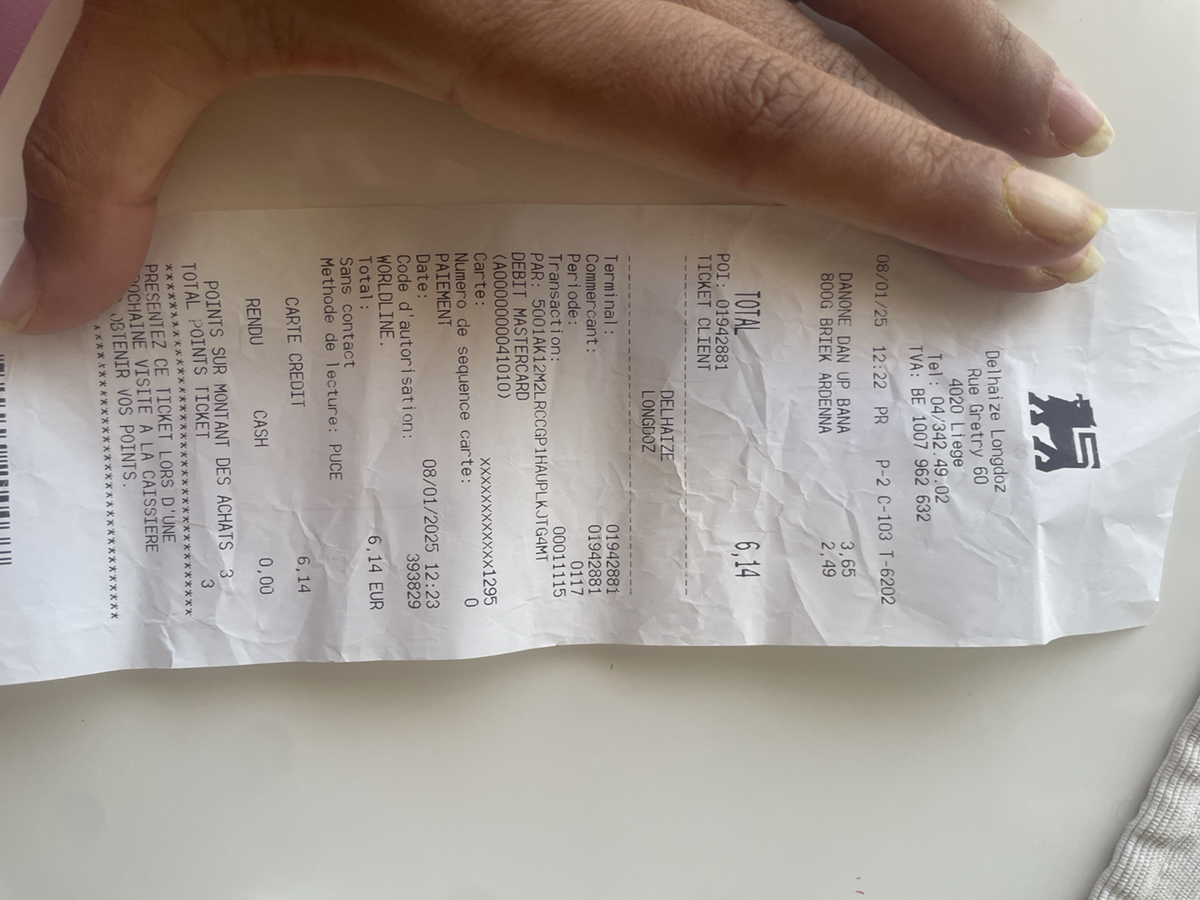 Delhaize Longdoz
Rue Gretry 60
4020 Liege
Tel: 04/342.49.02
TVA: BE 1007 962 632
08/01/25 12:22 PR P-2 C-103 T-6202
DANONE DAN UP BANA 3,65
800G BRIEK ARDENNA 2,49
TOTAL 6,14
POI: 01942881
TICKET CLIENT
DELHAIZE
LONGDOZ
Terminal: 01942881
Commercant: 01942881
Periode: 0117
Transaction: 00011115
PAR: 5001AK12M2LRCCGP1HAUPLKJTG4MT
DEBIT MASTERCARD
(A0000000041010)
Carte: xxxxxxxxxxxx1295
Numero de sequence carte: 0
PAIEMENT
Date: 08/01/2025 12:23
Code d'autorisation: 393829
WORLDLINE.
Total: 6,14 EUR
Sans contact
Methode de lecture: PUCE
CARTE CREDIT 6,14
RENDU CASH 0,00
POINTS SUR MONTANT DES ACHATS 3
TOTAL POINTS TICKET 3
PRESENTEZ CE TICKET LORS D'UNE
OCHAINE VISITE A LA CAISSIERE
OBTENIR VOS POINTS.